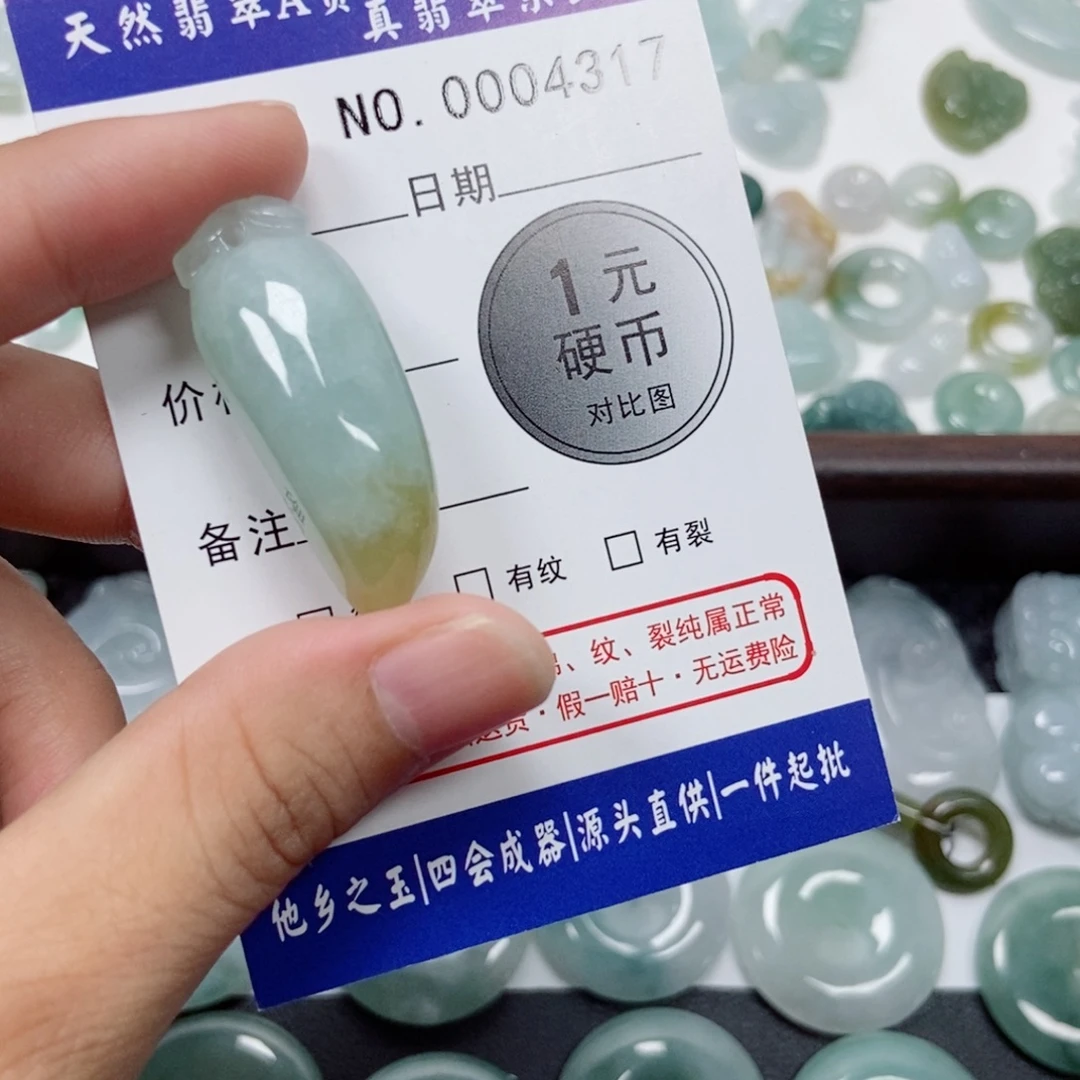 天然翡翠A货
真翡翠
NO. 0004317
日期
1元
硬币
对比图
价
备注
有纹
有裂
、纹、裂纯属正常
·假一赔十·无运费险
他乡之玉|四会成器|源头直供|一件起批